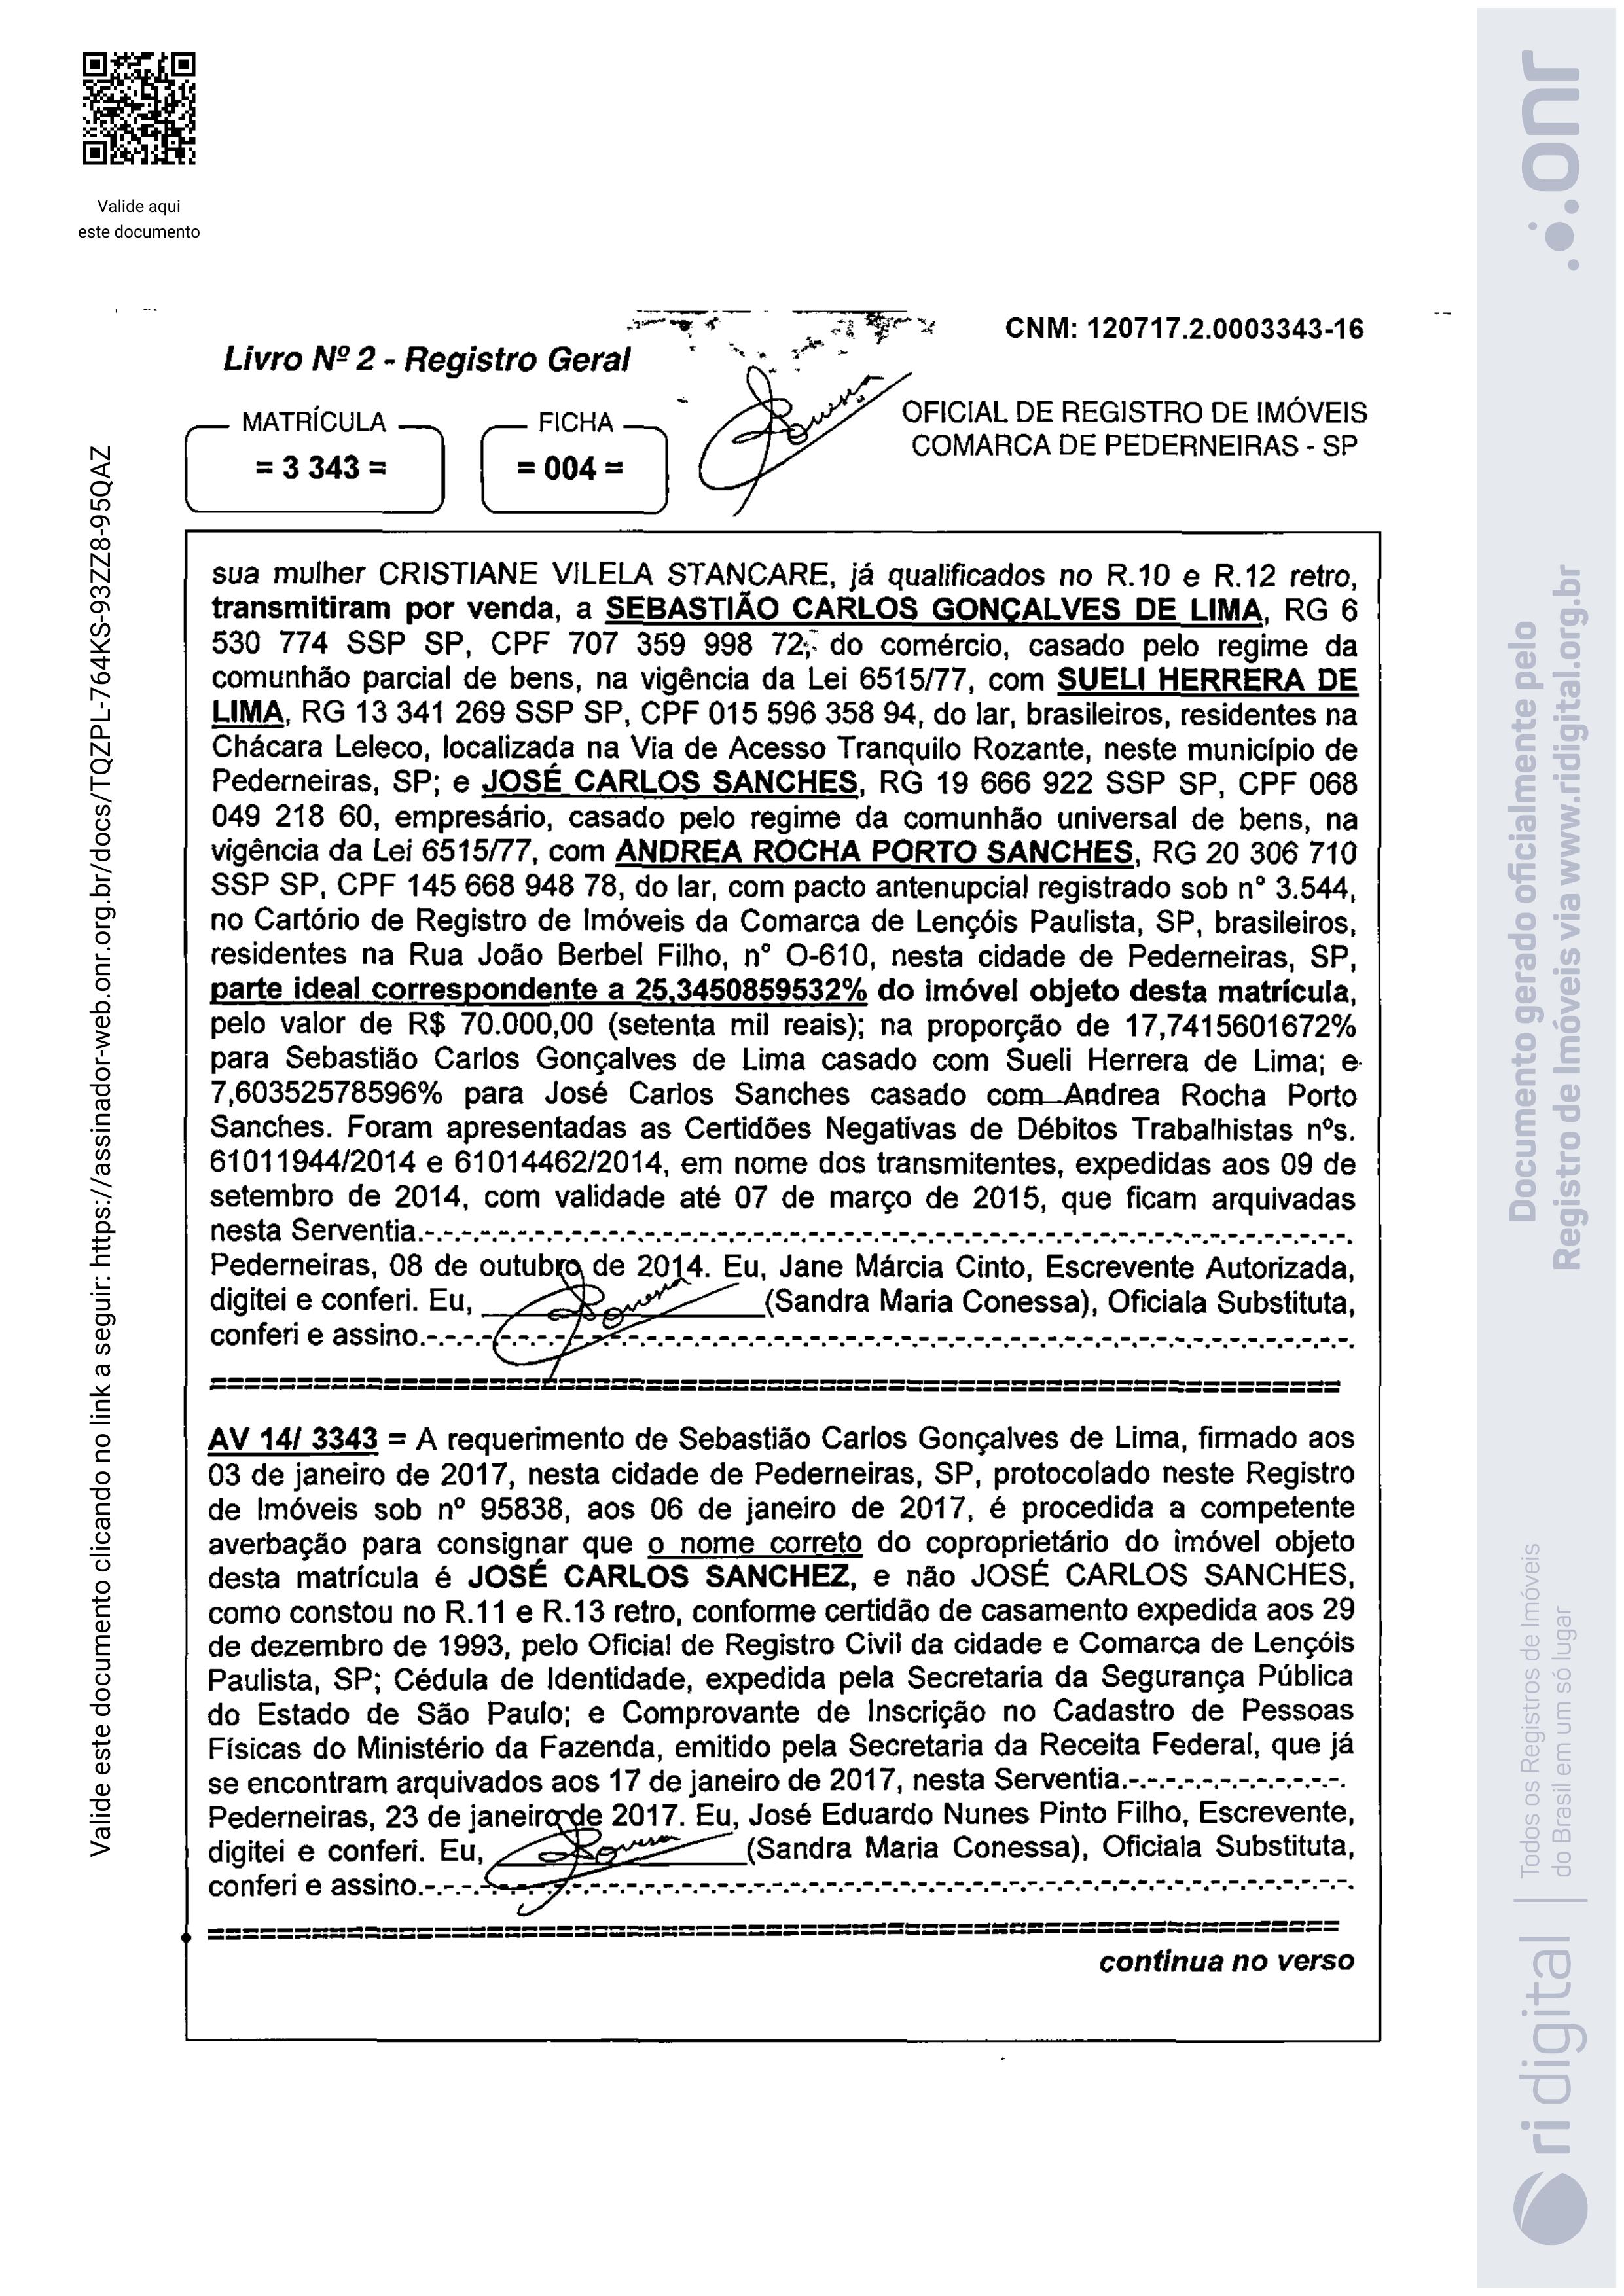 Valide aqui
este documento
CNM: 120717.2.0003343-16
Livro Nº 2 - Registro Geral
MATRÍCULA
= 3 343 =
FICHA
= 004 =
OFICIAL DE REGISTRO DE IMÓVEIS
COMARCA DE PEDERNEIRAS - SP
sua mulher CRISTIANE VILELA STANCARE, já qualificados no R.10 e R.12 retro,
transmitiram por venda, a SEBASTIÃO CARLOS GONÇALVES DE LIMA, RG 6
530 774 SSP SP, CPF 707 359 998 72, do comércio, casado pelo regime da
comunhão parcial de bens, na vigência da Lei 6515/77, com SUELI HERRERA DE
LIMA, RG 13 341 269 SSP SP, CPF 015 596 358 94, do lar, brasileiros, residentes na
Chácara Leleco, localizada na Via de Acesso Tranquilo Rozante, neste município de
Pederneiras, SP; e JOSÉ CARLOS SANCHES, RG 19 666 922 SSP SP, CPF 068
049 218 60, empresário, casado pelo regime da comunhão universal de bens, na
vigência da Lei 6515/77, com ANDREA ROCHA PORTO SANCHES, RG 20 306 710
SSP SP, CPF 145 668 948 78, do lar, com pacto antenupcial registrado sob n° 3.544,
no Cartório de Registro de Imóveis da Comarca de Lençóis Paulista, SP, brasileiros,
residentes na Rua João Berbel Filho, n° O-610, nesta cidade de Pederneiras, SP,
parte ideal correspondente a 25,3450859532% do imóvel objeto desta matrícula,
pelo valor de R$ 70.000,00 (setenta mil reais); na proporção de 17,7415601672%
para Sebastião Carlos Gonçalves de Lima casado com Sueli Herrera de Lima; e
7,60352578596% para José Carlos Sanches casado com Andrea Rocha Porto
Sanches. Foram apresentadas as Certidões Negativas de Débitos Trabalhistas nºs.
61011944/2014 e 61014462/2014, em nome dos transmitentes, expedidas aos 09 de
setembro de 2014, com validade até 07 de março de 2015, que ficam arquivadas
nesta Serventia.-.-.-.-.-.-.-.-.-.-.-.-.-.-.-.-.-.-.-.-.-.-.-.-.-.-.-.-.-.-.-.-.-.-.-.-.-.-.-.
Pederneiras, 08 de outubro de 2014. Eu, Jane Márcia Cinto, Escrevente Autorizada,
digitei e conferi. Eu, (Sandra Maria Conessa), Oficiala Substituta,
conferi e assino.-.-.-.-.-.-.-.-.-.-.-.-.-.-.-.-.-.-.-.-.-.-.-.-.-.-.-.-.-.-.-.-.-.-.-.-.-.-.-.
==================================================================
AV 14/ 3343 = A requerimento de Sebastião Carlos Gonçalves de Lima, firmado aos
03 de janeiro de 2017, nesta cidade de Pederneiras, SP, protocolado neste Registro
de Imóveis sob nº 95838, aos 06 de janeiro de 2017, é procedida a competente
averbação para consignar que o nome correto do coproprietário do imóvel objeto
desta matrícula é JOSÉ CARLOS SANCHEZ, e não JOSÉ CARLOS SANCHES,
como constou no R.11 e R.13 retro, conforme certidão de casamento expedida aos 29
de dezembro de 1993, pelo Oficial de Registro Civil da cidade e Comarca de Lençóis
Paulista, SP; Cédula de Identidade, expedida pela Secretaria da Segurança Pública
do Estado de São Paulo; e Comprovante de Inscrição no Cadastro de Pessoas
Físicas do Ministério da Fazenda, emitido pela Secretaria da Receita Federal, que já
se encontram arquivados aos 17 de janeiro de 2017, nesta Serventia.-.-.-.-.-.-.-.-.-.-.-.
Pederneiras, 23 de janeiro de 2017. Eu, José Eduardo Nunes Pinto Filho, Escrevente,
digitei e conferi. Eu, (Sandra Maria Conessa), Oficiala Substituta,
conferi e assino.-.-.-.-.-.-.-.-.-.-.-.-.-.-.-.-.-.-.-.-.-.-.-.-.-.-.-.-.-.-.-.-.-.-.-.-.-.-.-.
==================================================================
continua no verso
Valide este documento clicando no link a seguir: https://assinador-web.onr.org.br/docs/TQZPL-764KS-93ZZ8-95QAZ
onr
Documento gerado oficialmente pelo
Registro de Imóveis via www.ridigital.org.br
Todos os Registros de Imóveis
do Brasil em um só lugar
ri digital